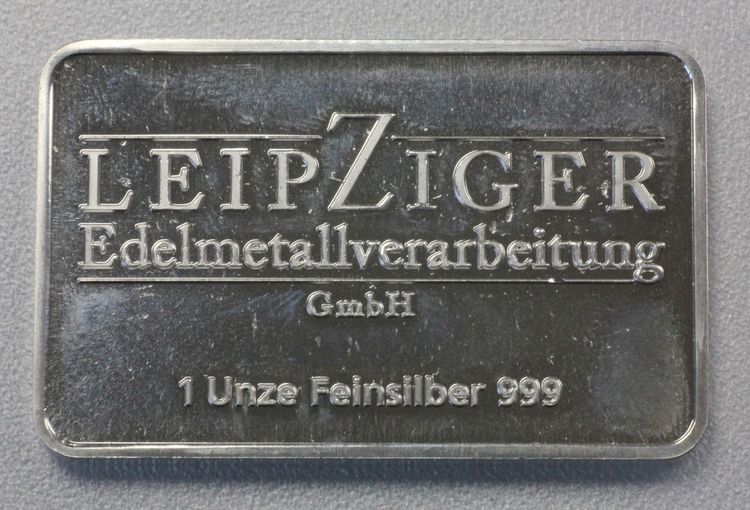 LEIPZIGER
Edelmetallverarbeitung
GmbH
1 Unze Feinsilber 999